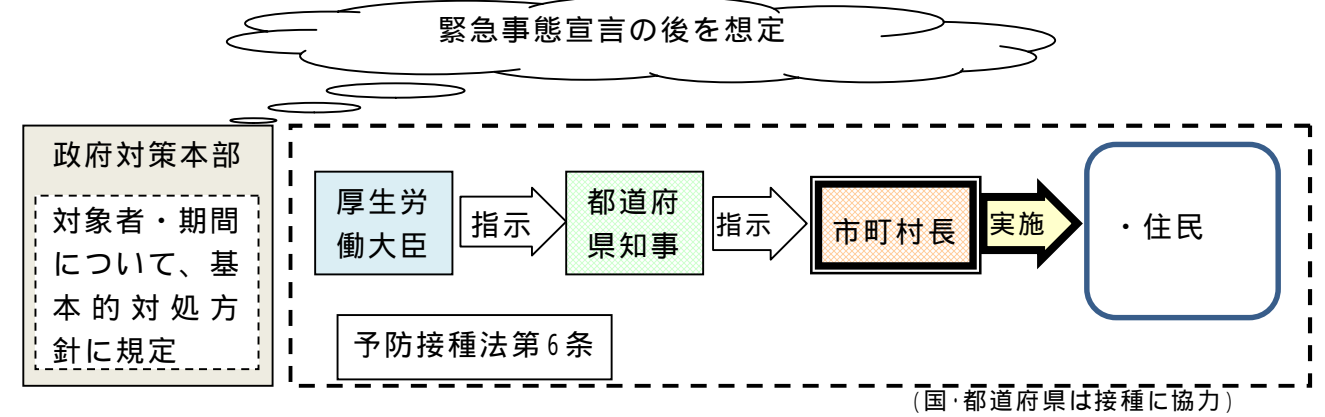 緊急事態宣言の後を想定
政府対策本部
対象者・期間
について、基
本的対処方
針に規定
厚生労
働大臣
指示
都道府
県知事
指示
市町村長
実施
・住民
予防接種法第6条
(国・都道府県は接種に協力)